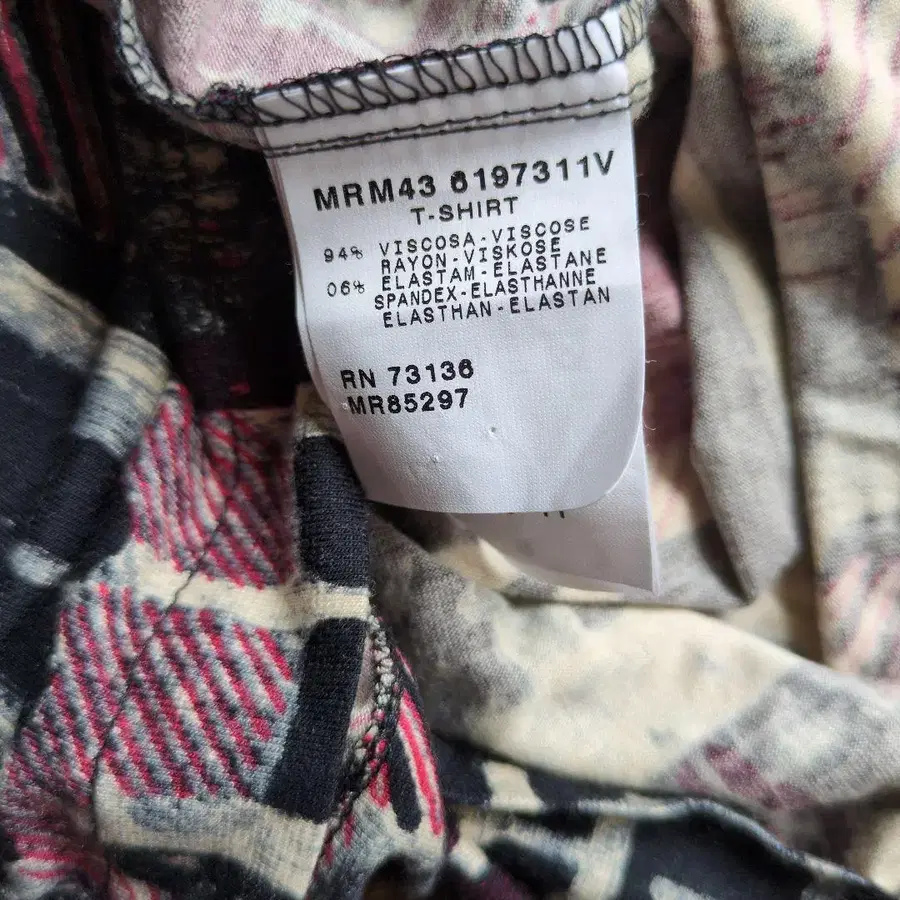 MRM43 6197311V
T-SHIRT
94% VISCOSA-VISCOSE
RAYON-VISKOSE
06% ELASTAM-ELASTANE
SPANDEX-ELASTHANNE
ELASTHAN-ELASTAN
RN 73136
MR85297